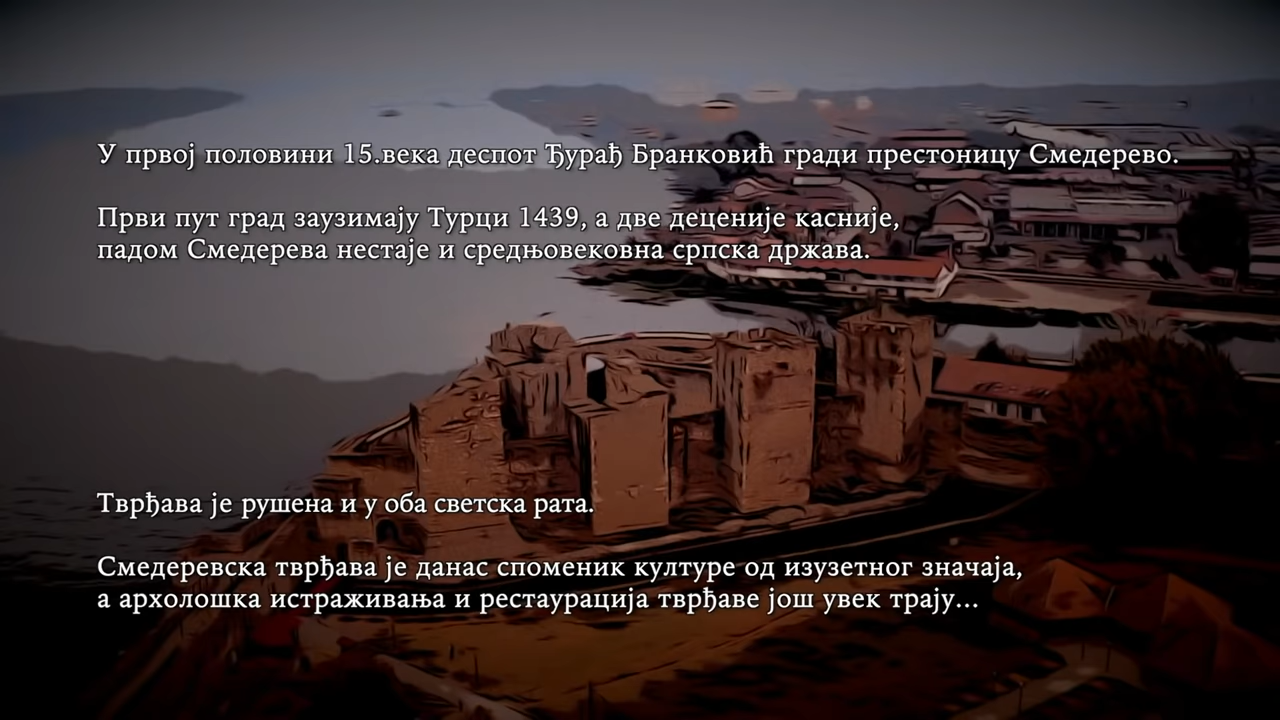 У првој половини 15.века деспот Ђурађ Бранковић гради престоницу Смедерево.
Први пут град заузимају Турци 1439, а две деценије касније,
падом Смедерева нестаје и средњовековна српска држава.
Тврђава је рушена и у оба светска рата.
Смедеревска тврђава је данас споменик културе од изузетног значаја,
а архолошка истраживања и рестаурација тврђаве још увек трају...